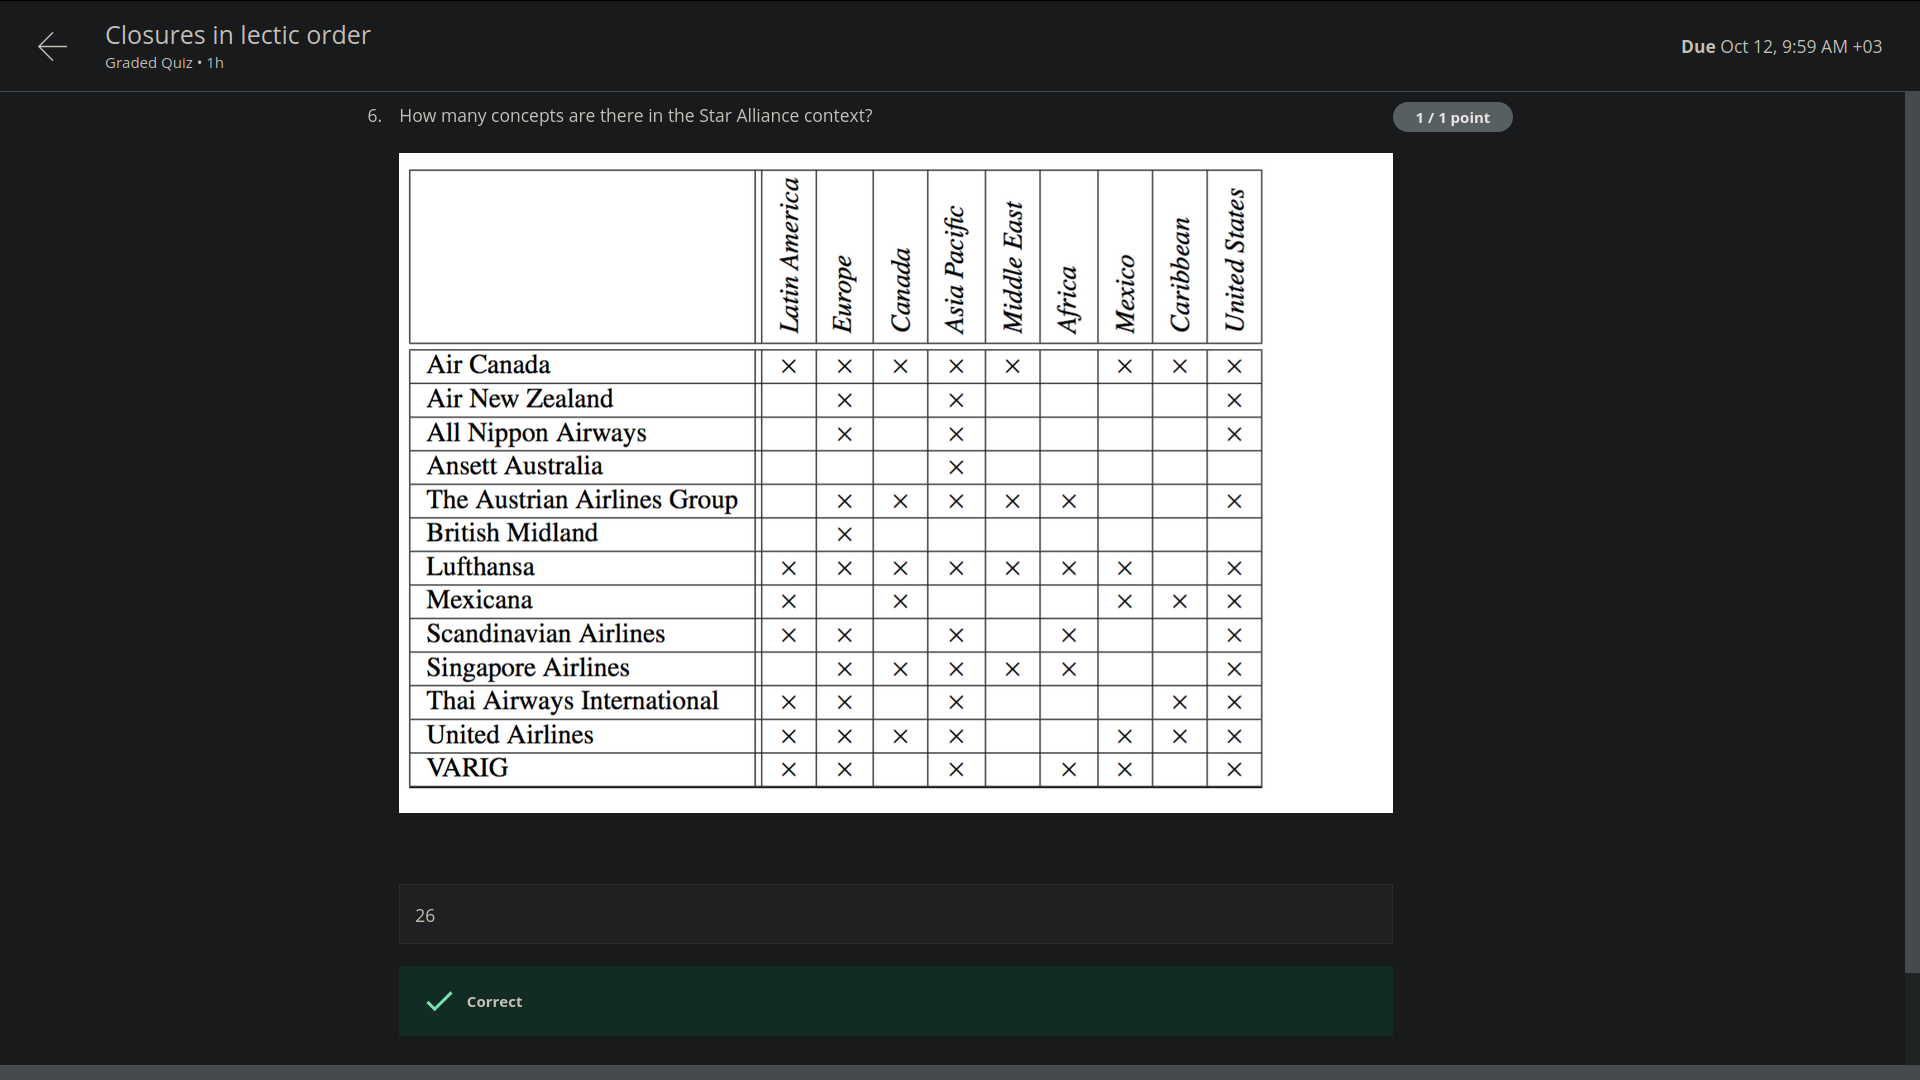 Closures in lectic order
Graded Quiz • 1h
Due Oct 12, 9:59 AM +03
6. How many concepts are there in the Star Alliance context?
1 / 1 point
Latin America Europe Canada Asia Pacific Middle East Africa Mexico Caribbean United States
Air Canada × × × × × × × ×
Air New Zealand × × ×
All Nippon Airways × × ×
Ansett Australia ×
The Austrian Airlines Group × × × × × ×
British Midland ×
Lufthansa × × × × × × × ×
Mexicana × × × × ×
Scandinavian Airlines × × × × ×
Singapore Airlines × × × × × ×
Thai Airways International × × × × ×
United Airlines × × × × × × ×
VARIG × × × × × ×
26
Correct